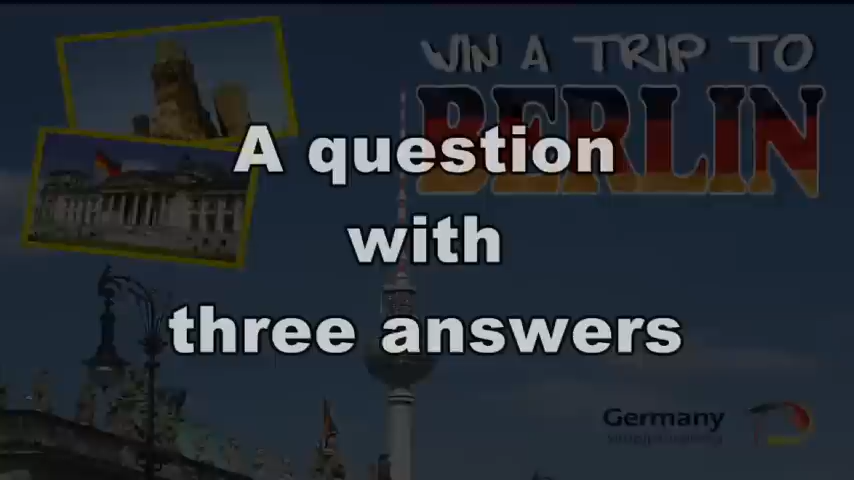 WIN A TRIP TO
BERLIN
A question
with
three answers
Germany